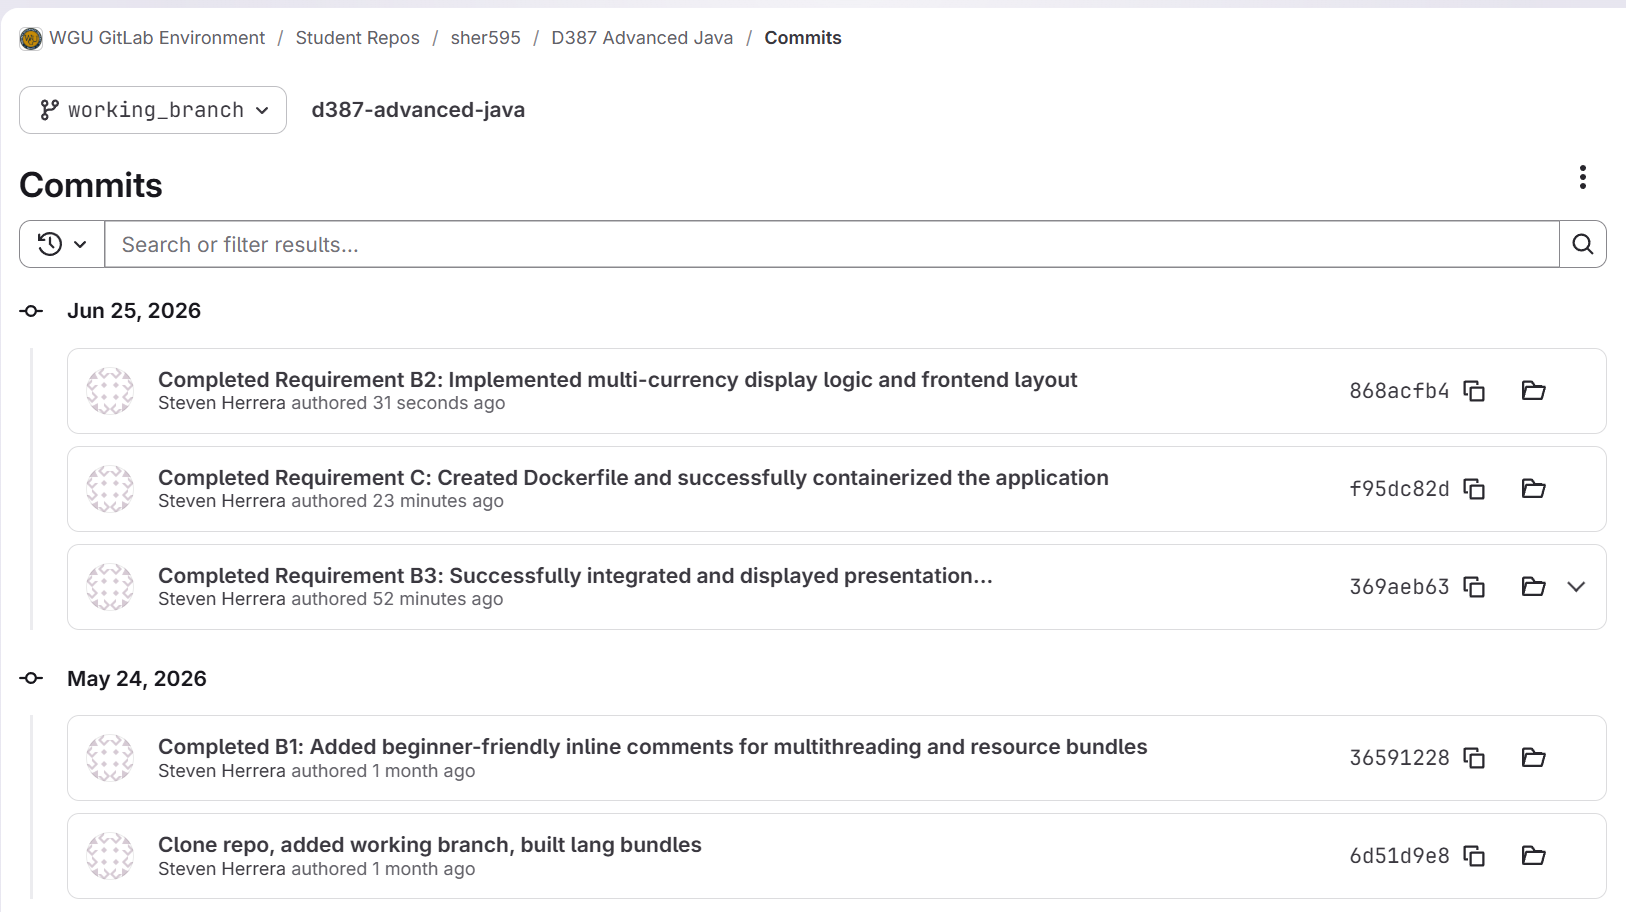 WGU GitLab Environment / Student Repos / sher595 / D387 Advanced Java / Commits
working_branch d387-advanced-java
Commits
Search or filter results...
Jun 25, 2026
Completed Requirement B2: Implemented multi-currency display logic and frontend layout
Steven Herrera authored 31 seconds ago
868acfb4
Completed Requirement C: Created Dockerfile and successfully containerized the application
Steven Herrera authored 23 minutes ago
f95dc82d
Completed Requirement B3: Successfully integrated and displayed presentation...
Steven Herrera authored 52 minutes ago
369aeb63
May 24, 2026
Completed B1: Added beginner-friendly inline comments for multithreading and resource bundles
Steven Herrera authored 1 month ago
36591228
Clone repo, added working branch, built lang bundles
Steven Herrera authored 1 month ago
6d51d9e8